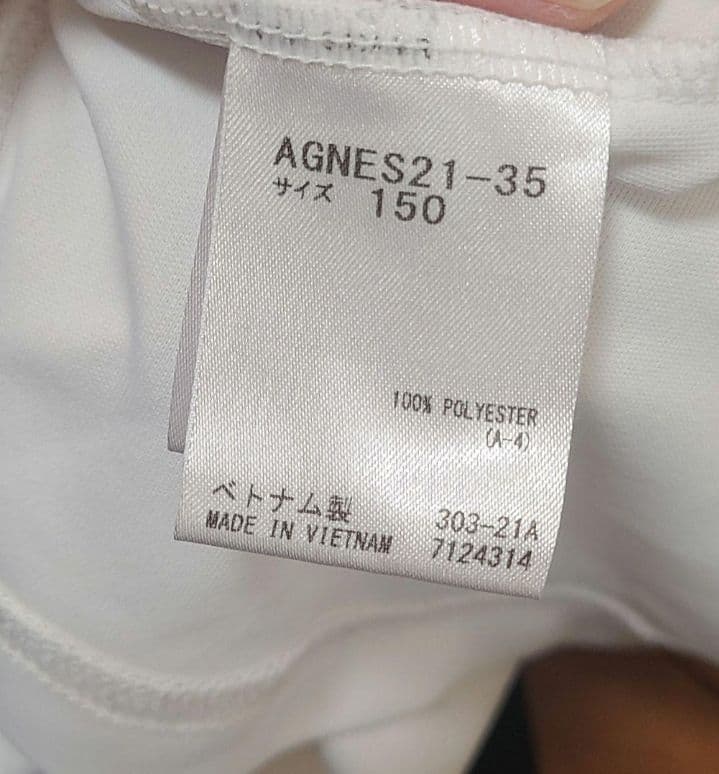 AGNES21-35
サイズ 150
100% POLYESTER
(A-4)
ベトナム製 303-21A
MADE IN VIETNAM 7124314